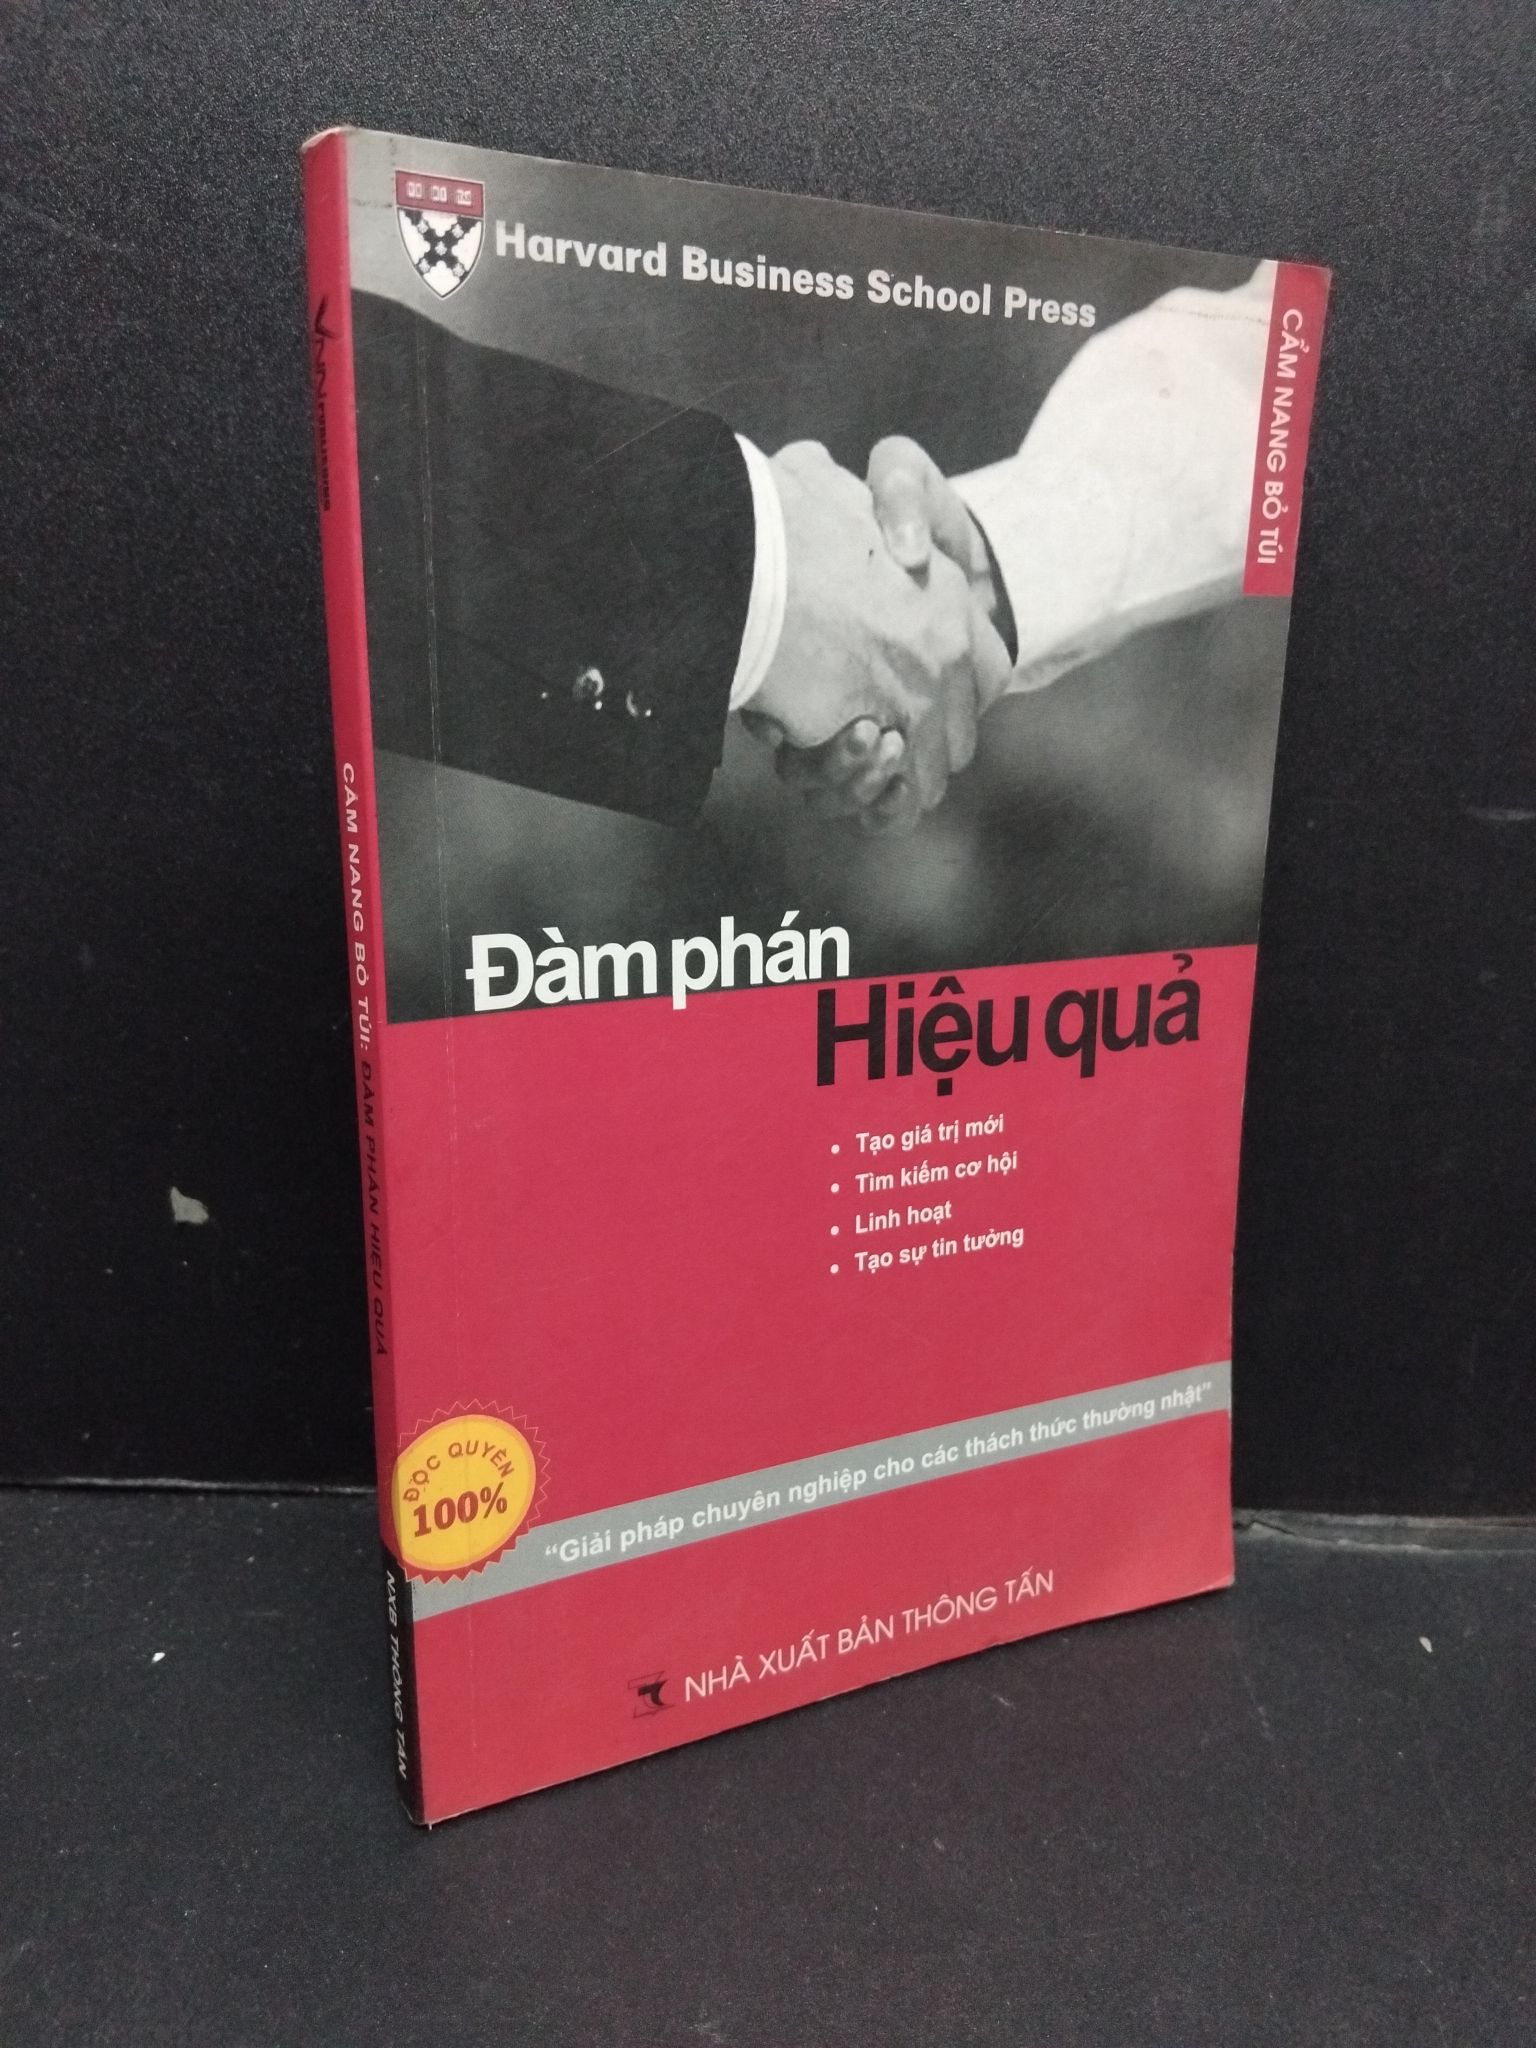 Harvard Business School Press
CẨM NANG BỎ TÚI
Đàm phán
Hiệu quả
• Tạo giá trị mới
• Tìm kiếm cơ hội
• Linh hoạt
• Tạo sự tin tưởng
ĐỘC QUYỀN
100%
“Giải pháp chuyên nghiệp cho các thách thức thường nhật”
NHÀ XUẤT BẢN THÔNG TẤN
CẨM NANG BỎ TÚI: ĐÀM PHÁN HIỆU QUẢ
NXB THÔNG TẤN